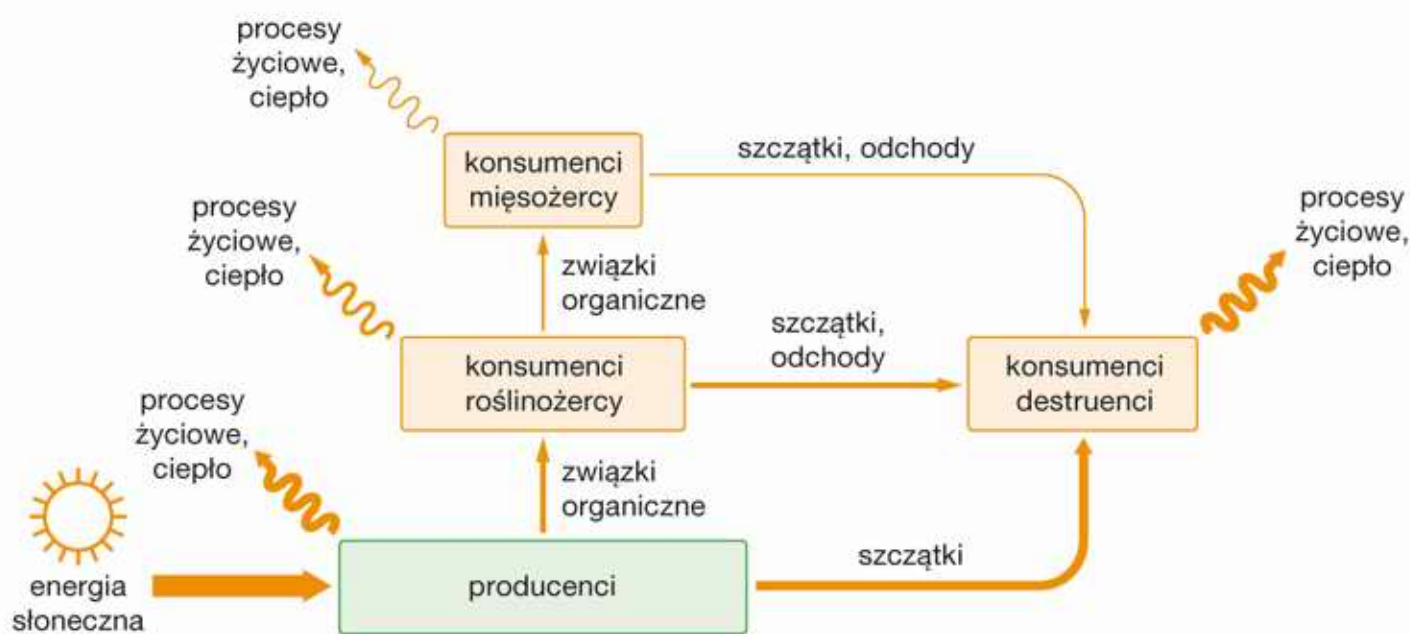 procesy
życiowe,
ciepło
konsumenci
mięsożercy
szczątki, odchody
procesy
życiowe,
ciepło
procesy
życiowe,
ciepło
związki
organiczne
szczątki,
odchody
konsumenci
roślinożercy
konsumenci
destruenci
procesy
życiowe,
ciepło
związki
organiczne
energia
słoneczna
producenci
szczątki